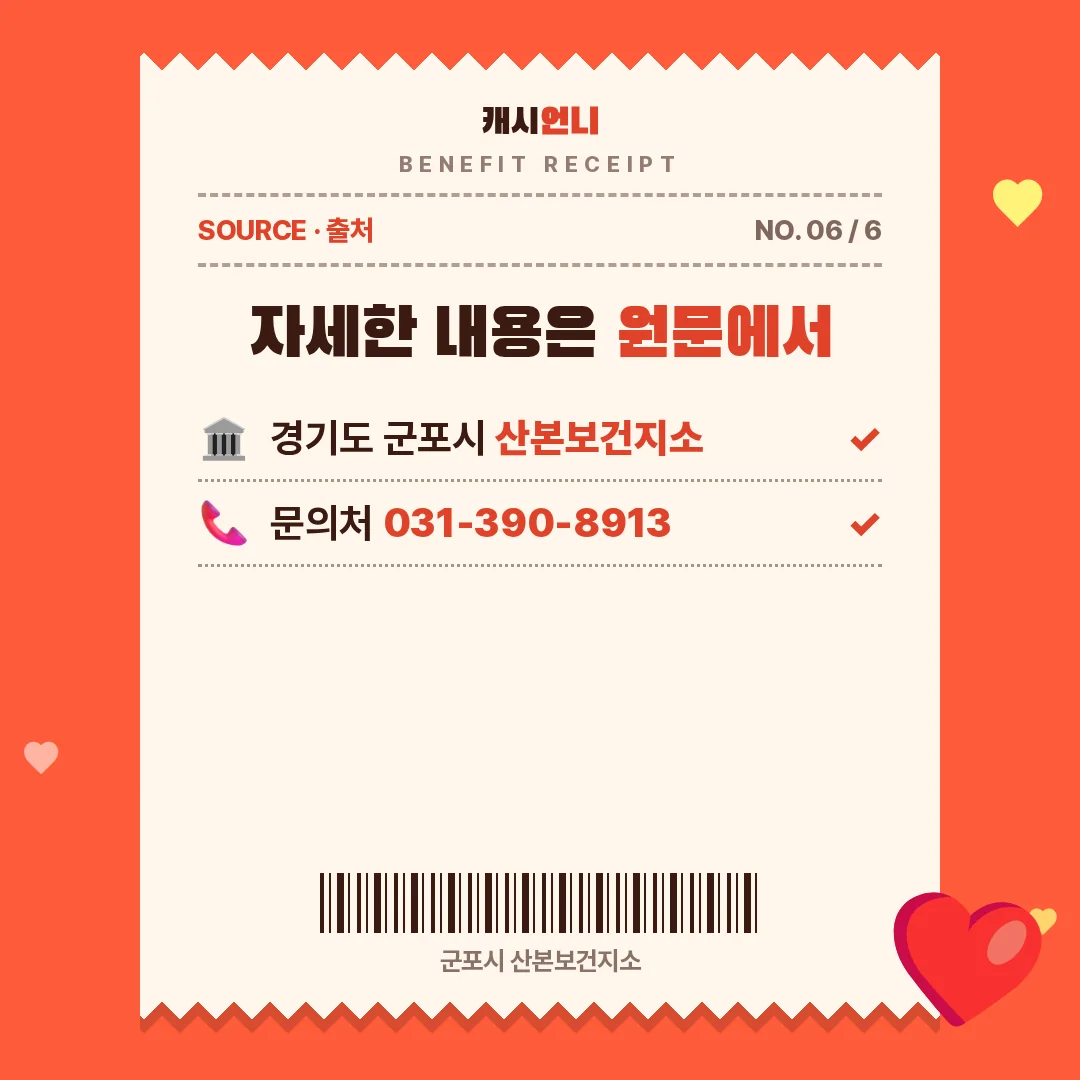 캐시언니
BENEFIT RECEIPT
SOURCE · 출처 NO. 06 / 6
자세한 내용은 원문에서
경기도 군포시 산본보건지소
문의처 031-390-8913
군포시 산본보건지소